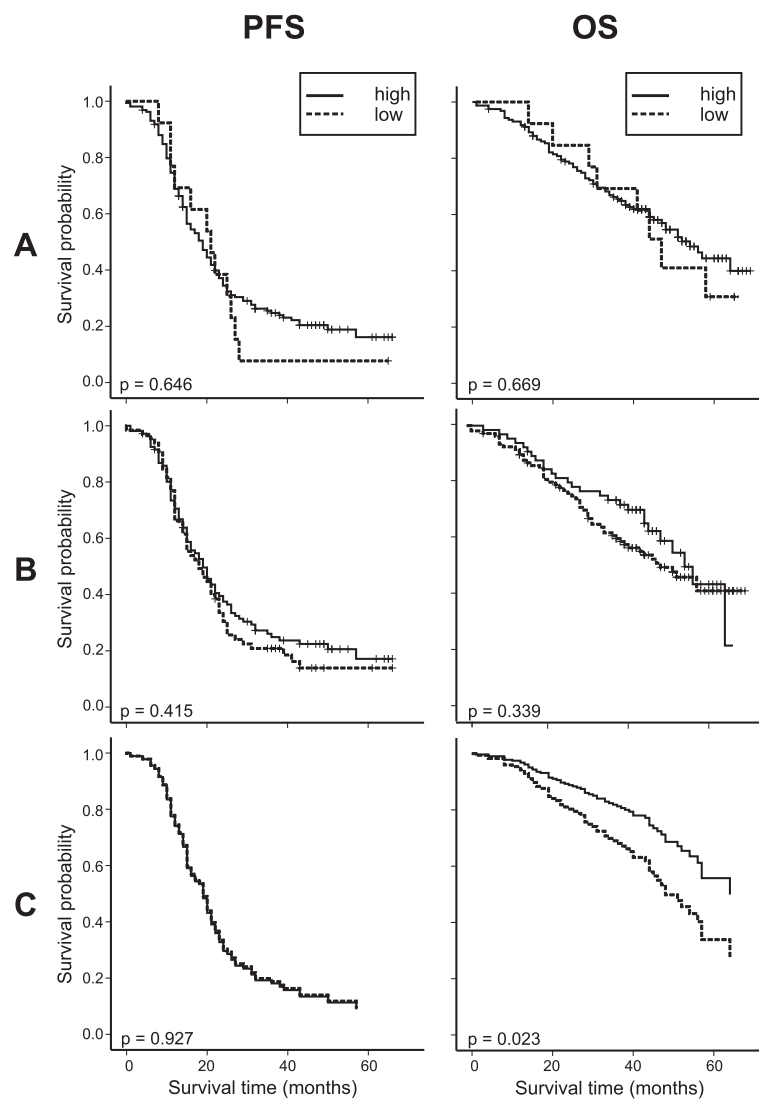 PFS
OS
high
low
high
low
A
Survival probability
1.0
0.8
0.6
0.4
0.2
0.0
p = 0.646
p = 0.669
B
Survival probability
1.0
0.8
0.6
0.4
0.2
0.0
p = 0.415
p = 0.339
C
Survival probability
1.0
0.8
0.6
0.4
0.2
0.0
p = 0.927
p = 0.023
0 20 40 60
0 20 40 60
Survival time (months)
Survival time (months)